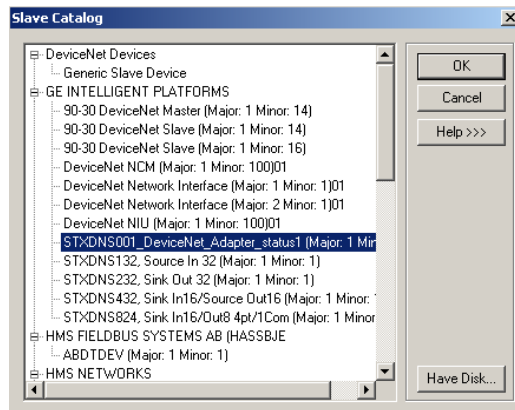 Slave Catalog
DeviceNet Devices
Generic Slave Device
GE INTELLIGENT PLATFORMS
90-30 DeviceNet Master (Major: 1 Minor: 14)
90-30 DeviceNet Slave (Major: 1 Minor: 14)
90-30 DeviceNet Slave (Major: 1 Minor: 16)
DeviceNet NCM (Major: 1 Minor: 100)01
DeviceNet Network Interface (Major: 1 Minor: 1)01
DeviceNet Network Interface (Major: 2 Minor: 1)01
DeviceNet NIU (Major: 1 Minor: 100)01
STXDNS001_DeviceNet_Adapter_status1 (Major: 1 Min
STXDNS132, Source In 32 (Major: 1 Minor: 1)
STXDNS232, Sink Out 32 (Major: 1 Minor: 1)
STXDNS432, Sink In16/Source Out16 (Major: 1 Minor:
STXDNS824, Sink In16/Out8 4pt/1Com (Major: 1 Minor
HMS FIELDBUS SYSTEMS AB (HASSBJE
ABDTDEV (Major: 1 Minor: 1)
HMS NETWORKS
OK
Cancel
Help >>>
Have Disk...